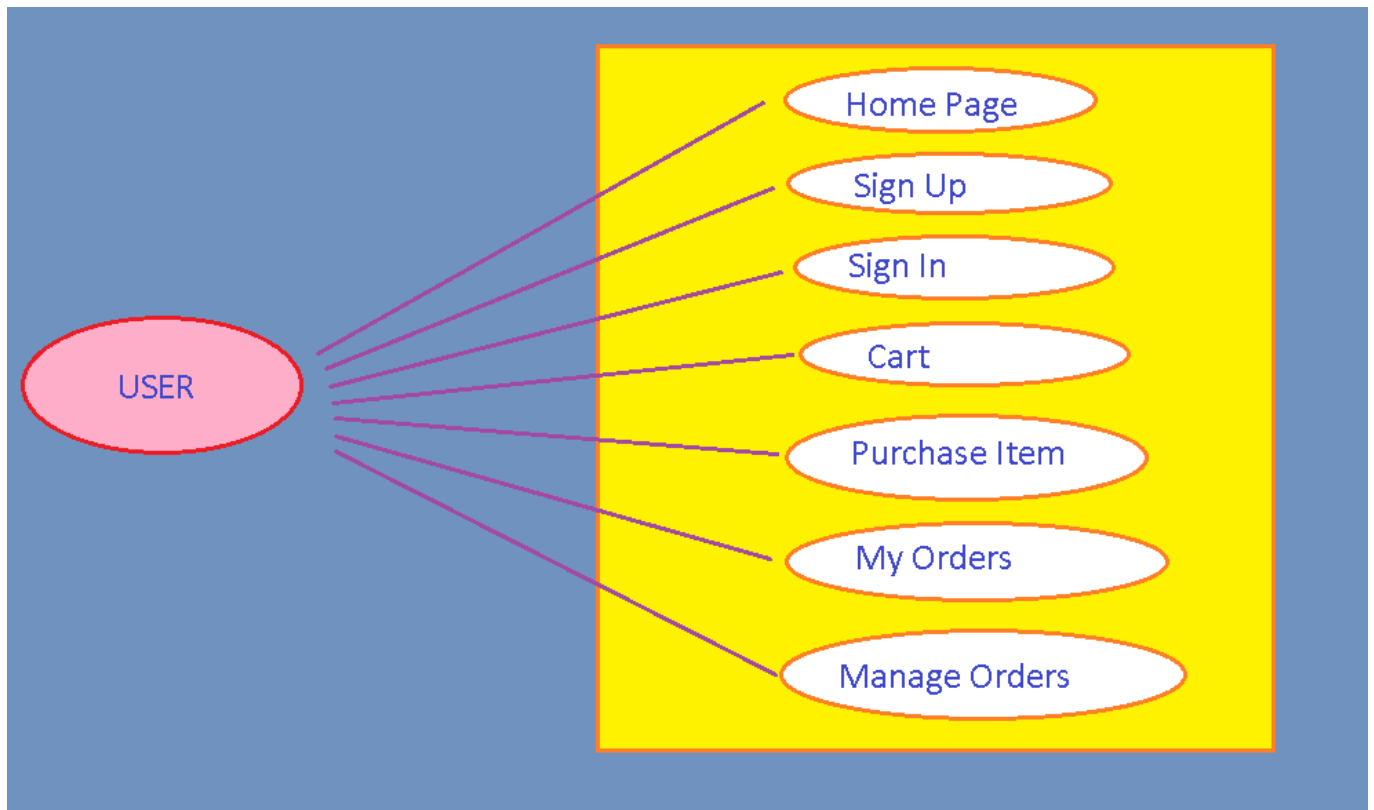 Home Page
Sign Up
Sign In
USER
Cart
Purchase Item
My Orders
Manage Orders